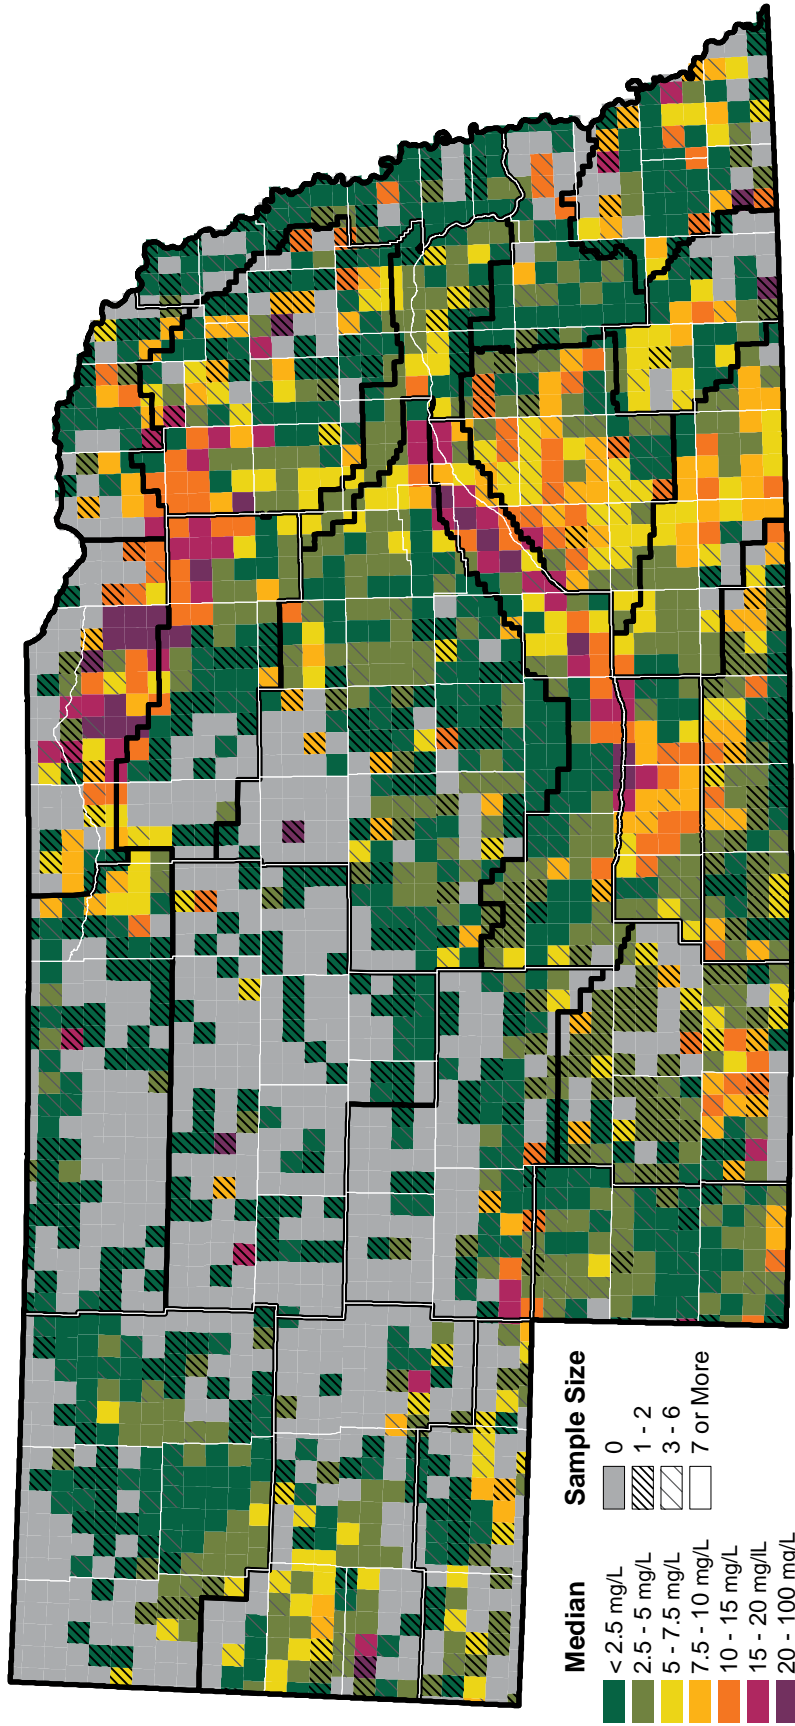 Median
< 2.5 mg/L
2.5 - 5 mg/L
5 - 7.5 mg/L
7.5 - 10 mg/L
10 - 15 mg/L
15 - 20 mg/lL
20 - 100 mg/L
Sample Size
0
1 - 2
3 - 6
7 or More